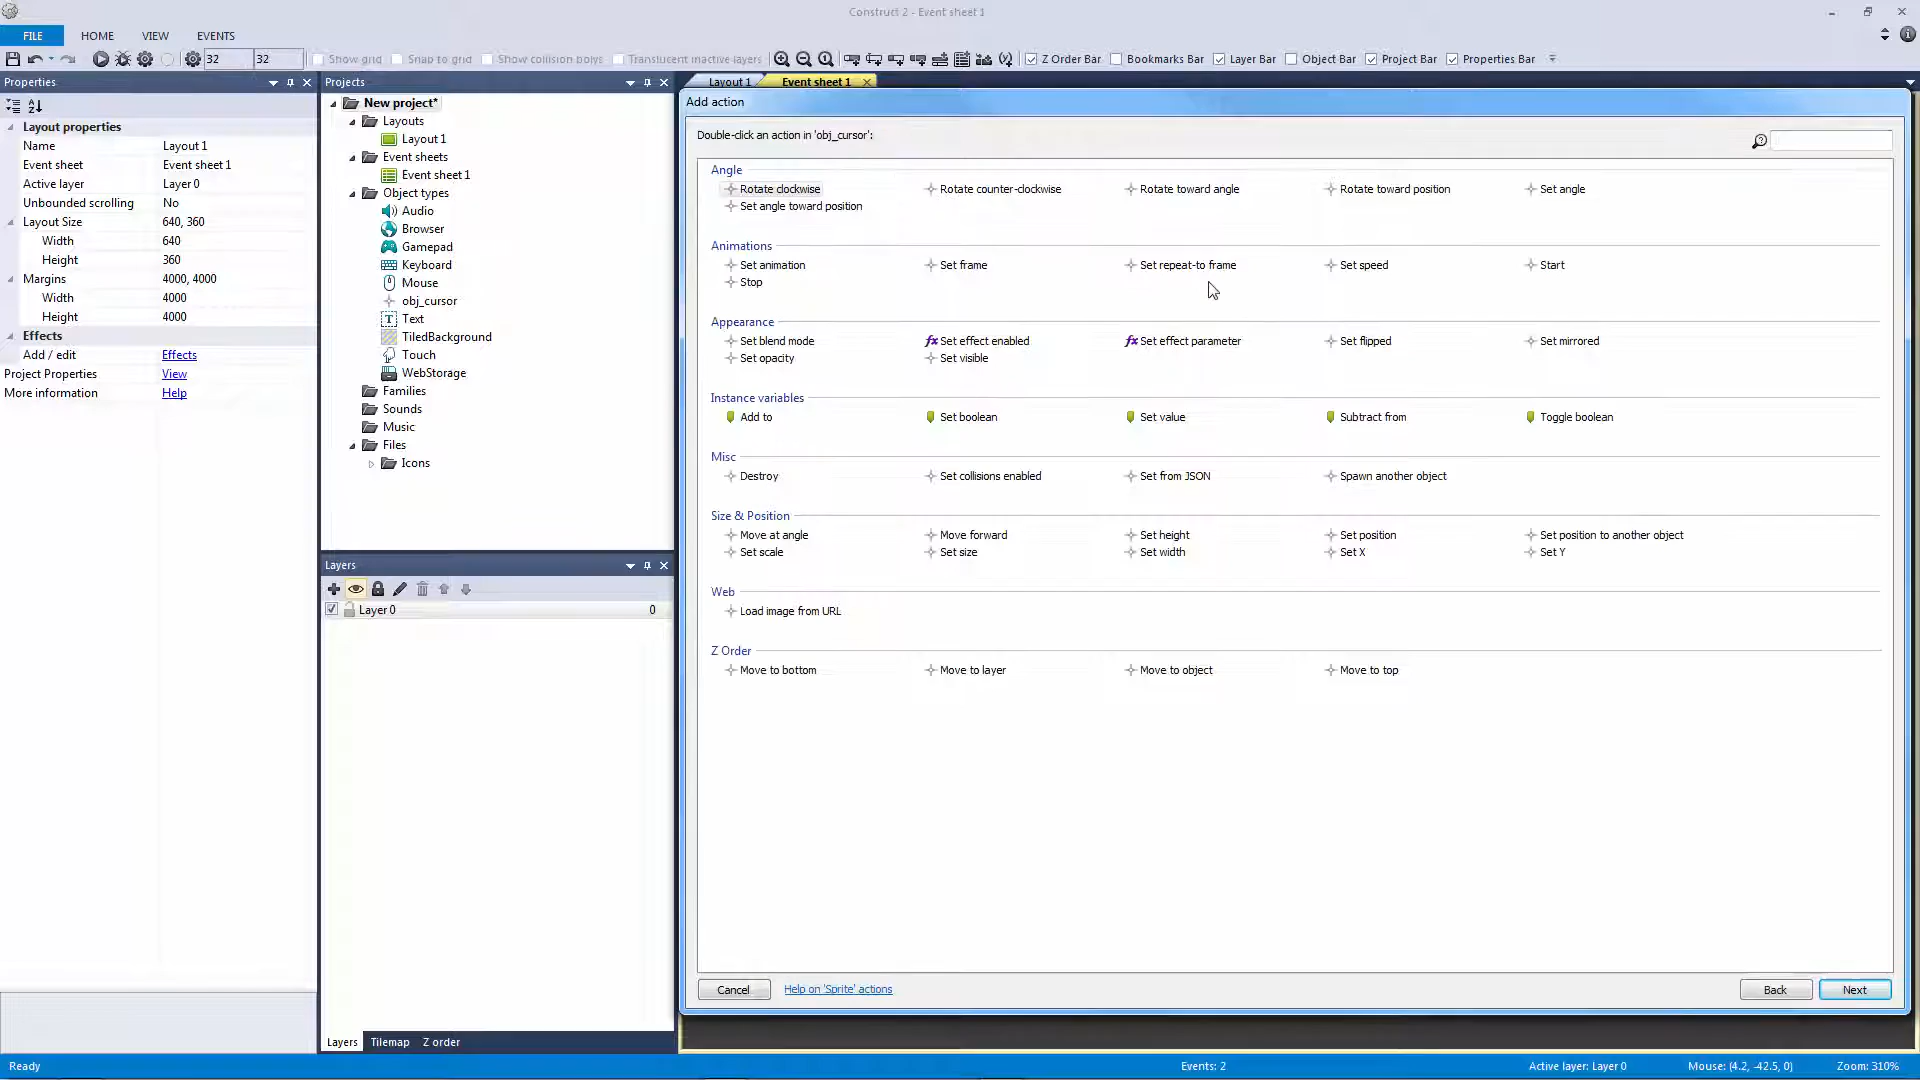 Construct 2 - Event sheet 1
FILE HOME VIEW EVENTS
32 32 Show grid Snap to grid Show collision polys Translucent inactive layers Z Order Bar Bookmarks Bar Layer Bar Object Bar Project Bar Properties Bar
Properties
Layout properties
Name Layout 1
Event sheet Event sheet 1
Active layer Layer 0
Unbounded scrolling No
Layout Size 640, 360
Width 640
Height 360
Margins 4000, 4000
Width 4000
Height 4000
Effects
Add / edit Effects
Project Properties View
More information Help
Projects
New project*
Layouts
Layout 1
Event sheets
Event sheet 1
Object types
Audio
Browser
Gamepad
Keyboard
Mouse
obj_cursor
Text
TiledBackground
Touch
WebStorage
Families
Sounds
Music
Files
Icons
Layers
Layer 0 0
Layers Tilemap Z order
Layout 1 Event sheet 1
Add action
Double-click an action in 'obj_cursor':
Angle
Rotate clockwise Rotate counter-clockwise Rotate toward angle Rotate toward position Set angle
Set angle toward position
Animations
Set animation Set frame Set repeat-to frame Set speed Start
Stop
Appearance
Set blend mode Set effect enabled Set effect parameter Set flipped Set mirrored
Set opacity Set visible
Instance variables
Add to Set boolean Set value Subtract from Toggle boolean
Misc
Destroy Set collisions enabled Set from JSON Spawn another object
Size & Position
Move at angle Move forward Set height Set position Set position to another object
Set scale Set size Set width Set X Set Y
Web
Load image from URL
Z Order
Move to bottom Move to layer Move to object Move to top
Cancel Help on 'Sprite' actions Back Next
Ready Events: 2 Active layer: Layer 0 Mouse: (4.2, -42.5, 0) Zoom: 310%